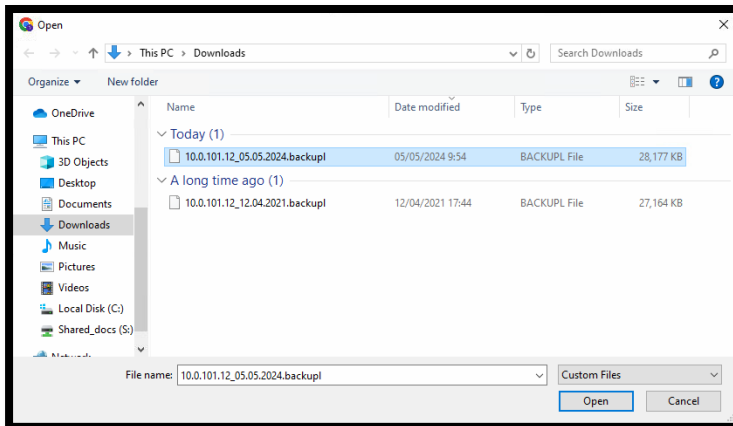 Open
This PC > Downloads
Search Downloads
Organize
New folder
Name
Date modified
Type
Size
OneDrive
This PC
3D Objects
Desktop
Documents
Downloads
Music
Pictures
Videos
Local Disk (C:)
Shared_docs (S:)
Network
Today (1)
10.0.101.12_05.05.2024.backupl 05/05/2024 9:54 BACKUPL File 28,177 KB
A long time ago (1)
10.0.101.12_12.04.2021.backupl 12/04/2021 17:44 BACKUPL File 27,164 KB
File name: 10.0.101.12_05.05.2024.backupl
Custom Files
Open
Cancel